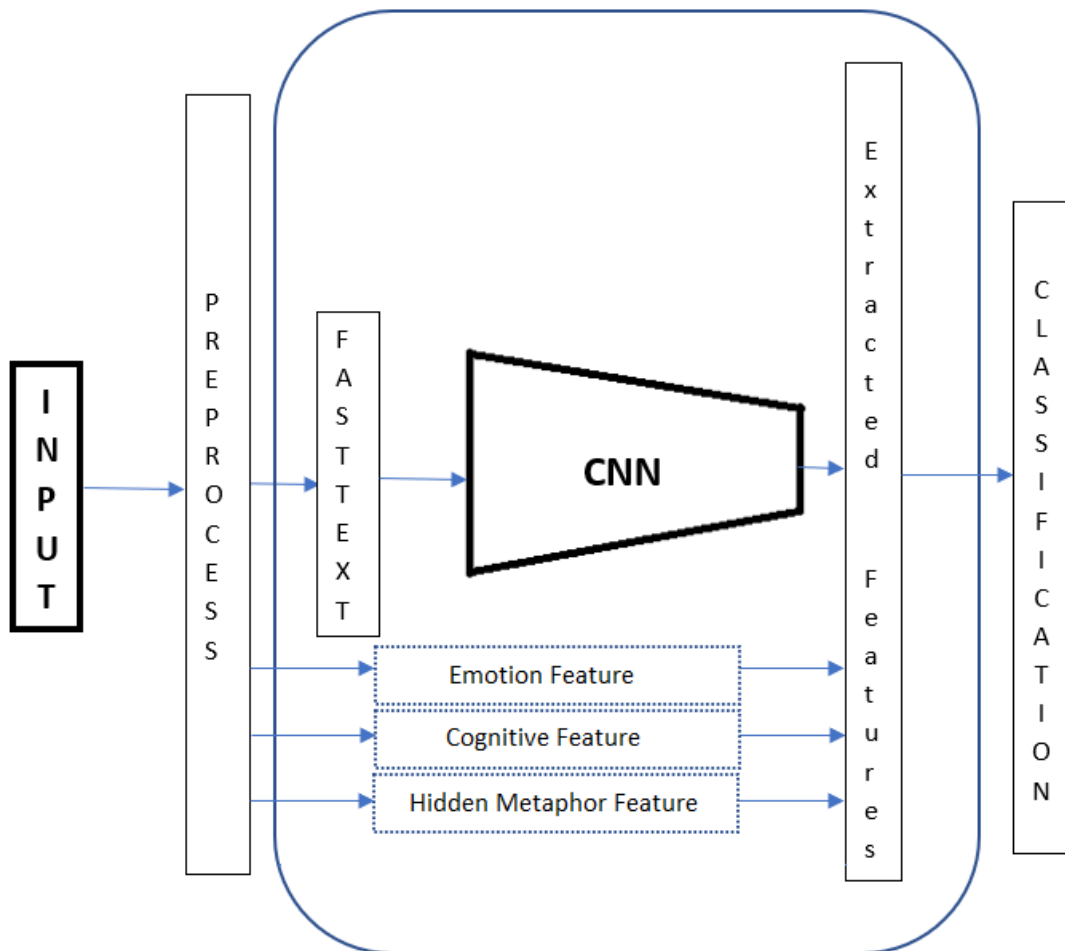 INPUT
PREPROCESS
FASTTEXT
CNN
Emotion Feature
Cognitive Feature
Hidden Metaphor Feature
Extracted Features
CLASSIFICATION